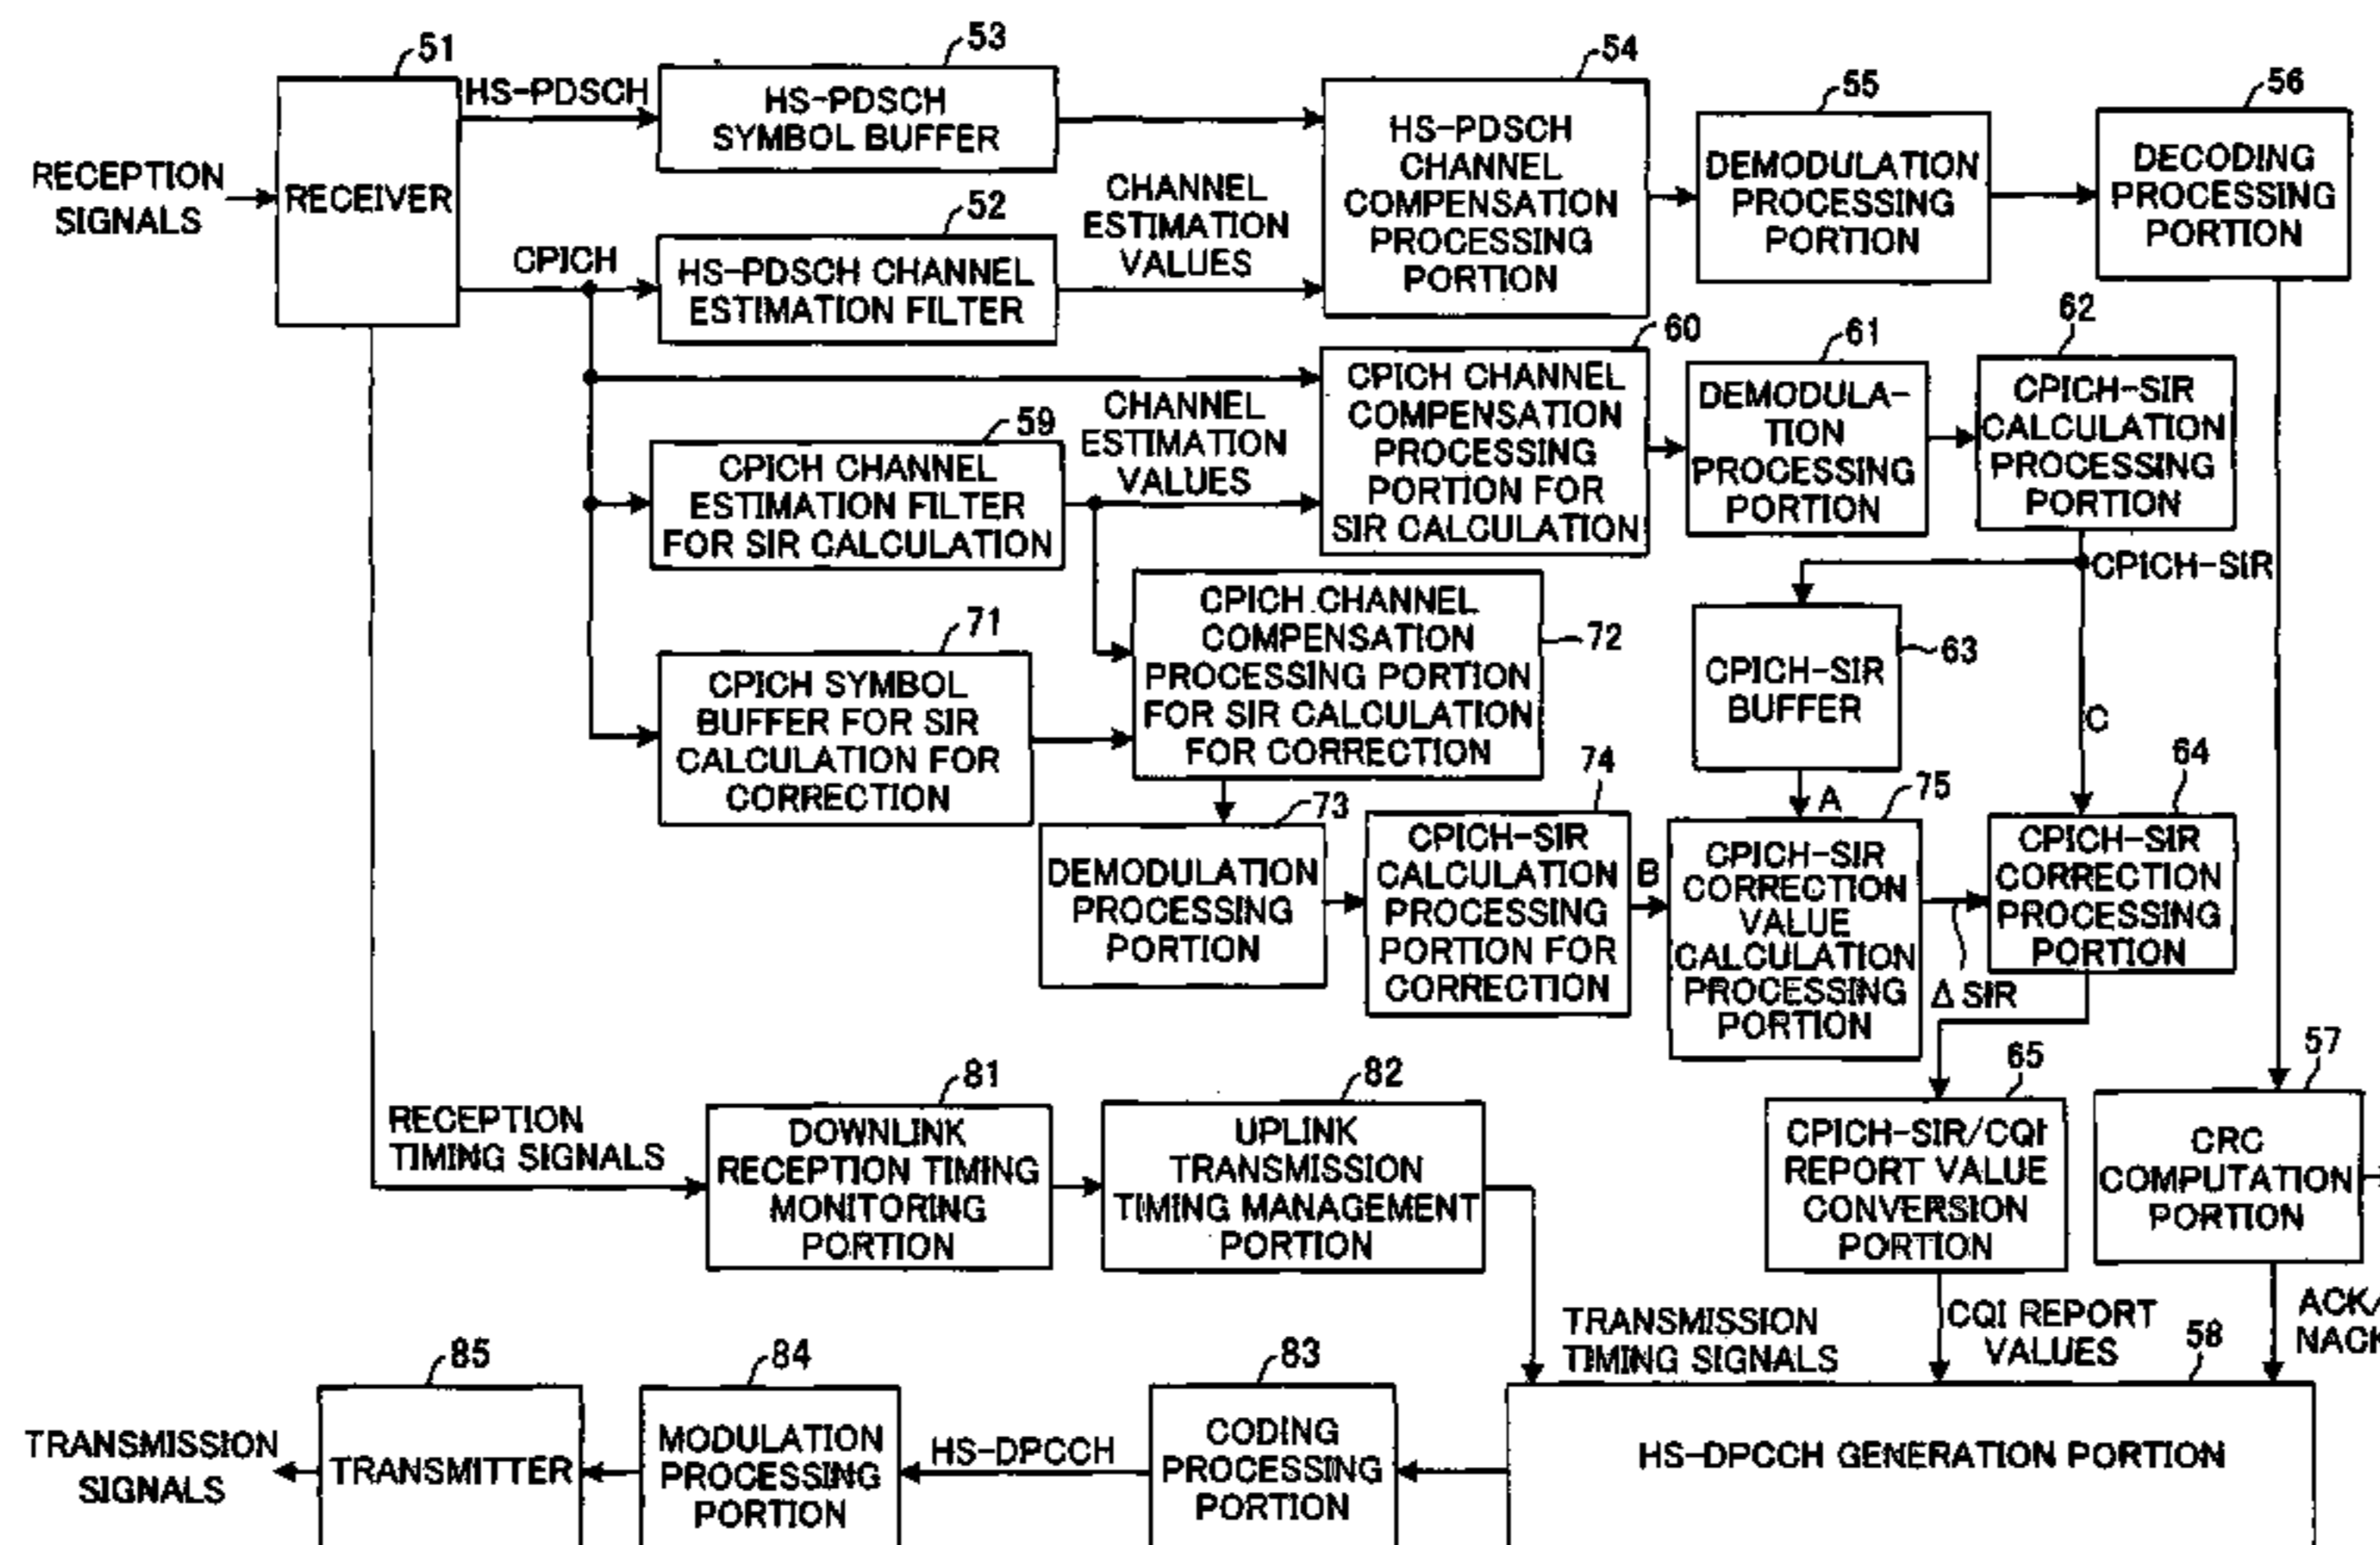 51
53
54
55
56
HS-PDSCH
HS-PDSCH
SYMBOL BUFFER
HS-PDSCH
CHANNEL
COMPENSATION
PROCESSING
PORTION
DEMODULATION
PROCESSING
PORTION
DECODING
PROCESSING
PORTION
RECEPTION
SIGNALS
RECEIVER
CHANNEL
ESTIMATION
VALUES
52
CPICH
HS-PDSCH CHANNEL
ESTIMATION FILTER
60
61
62
CPICH CHANNEL
COMPENSATION
PROCESSING
PORTION FOR
SIR CALCULATION
DEMODULA-
TION
PROCESSING
PORTION
CPICH-SIR
CALCULATION
PROCESSING
PORTION
CHANNEL
ESTIMATION
VALUES
59
CPICH CHANNEL
ESTIMATION FILTER
FOR SIR CALCULATION
CPICH-SIR
CPICH CHANNEL
COMPENSATION
PROCESSING PORTION
FOR SIR CALCULATION
FOR CORRECTION
72
63
CPICH-SIR
BUFFER
C
71
CPICH SYMBOL
BUFFER FOR SIR
CALCULATION FOR
CORRECTION
73
DEMODULATION
PROCESSING
PORTION
74
CPICH-SIR
CALCULATION
PROCESSING
PORTION FOR
CORRECTION
B
A
75
CPICH-SIR
CORRECTION
VALUE
CALCULATION
PROCESSING
PORTION
Δ SIR
64
CPICH-SIR
CORRECTION
PROCESSING
PORTION
RECEPTION
TIMING SIGNALS
81
DOWNLINK
RECEPTION TIMING
MONITORING
PORTION
82
UPLINK
TRANSMISSION
TIMING MANAGEMENT
PORTION
65
CPICH-SIR/CQI
REPORT VALUE
CONVERSION
PORTION
57
CRC
COMPUTATION
PORTION
TRANSMISSION
TIMING SIGNALS
CQI REPORT
VALUES
ACK/
NACK
58
HS-DPCCH GENERATION PORTION
83
CODING
PROCESSING
PORTION
HS-DPCCH
84
MODULATION
PROCESSING
PORTION
85
TRANSMITTER
TRANSMISSION
SIGNALS